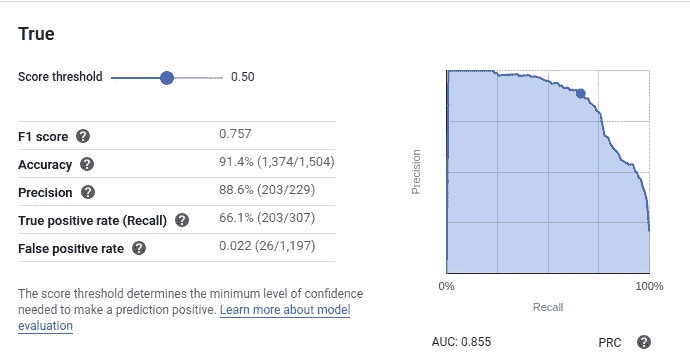 True
Score threshold 0.50
F1 score ? 0.757
Accuracy ? 91.4% (1,374/1,504)
Precision ? 88.6% (203/229)
True positive rate (Recall) ? 66.1% (203/307)
False positive rate ? 0.022 (26/1,197)
The score threshold determines the minimum level of confidence
needed to make a prediction positive. Learn more about model
evaluation
Precision
0% 100%
Recall
AUC: 0.855 PRC ?